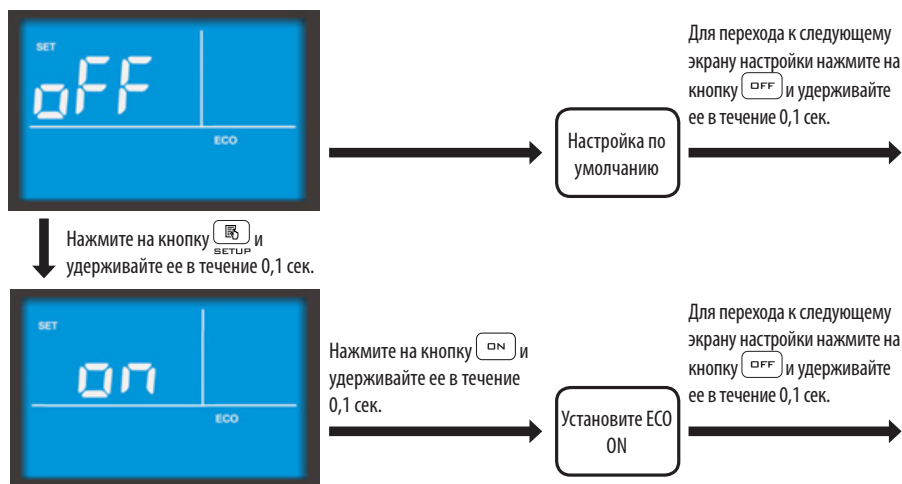 SET
oFF
ECO
Настройка по
умолчанию
Для перехода к следующему
экрану настройки нажмите на
кнопку OFF и удерживайте
ее в течение 0,1 сек.
Нажмите на кнопку SETUP и
удерживайте ее в течение 0,1 сек.
SET
on
ECO
Нажмите на кнопку ON и
удерживайте ее в течение
0,1 сек.
Установите ECO
ON
Для перехода к следующему
экрану настройки нажмите на
кнопку OFF и удерживайте
ее в течение 0,1 сек.